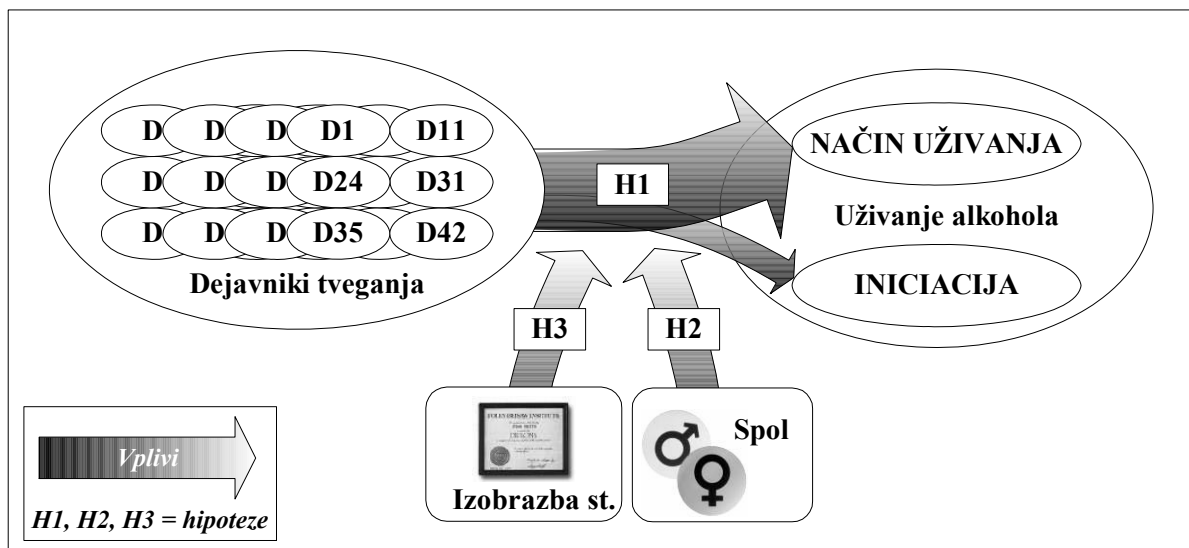 D D D D1 D11
D D D D24 D31
D D D D35 D42
Dejavniki tveganja
H1
NAČIN UŽIVANJA
Uživanje alkohola
INICIACIJA
H3
H2
Izobrazba st.
Spol
Vplivi
H1, H2, H3 = hipoteze